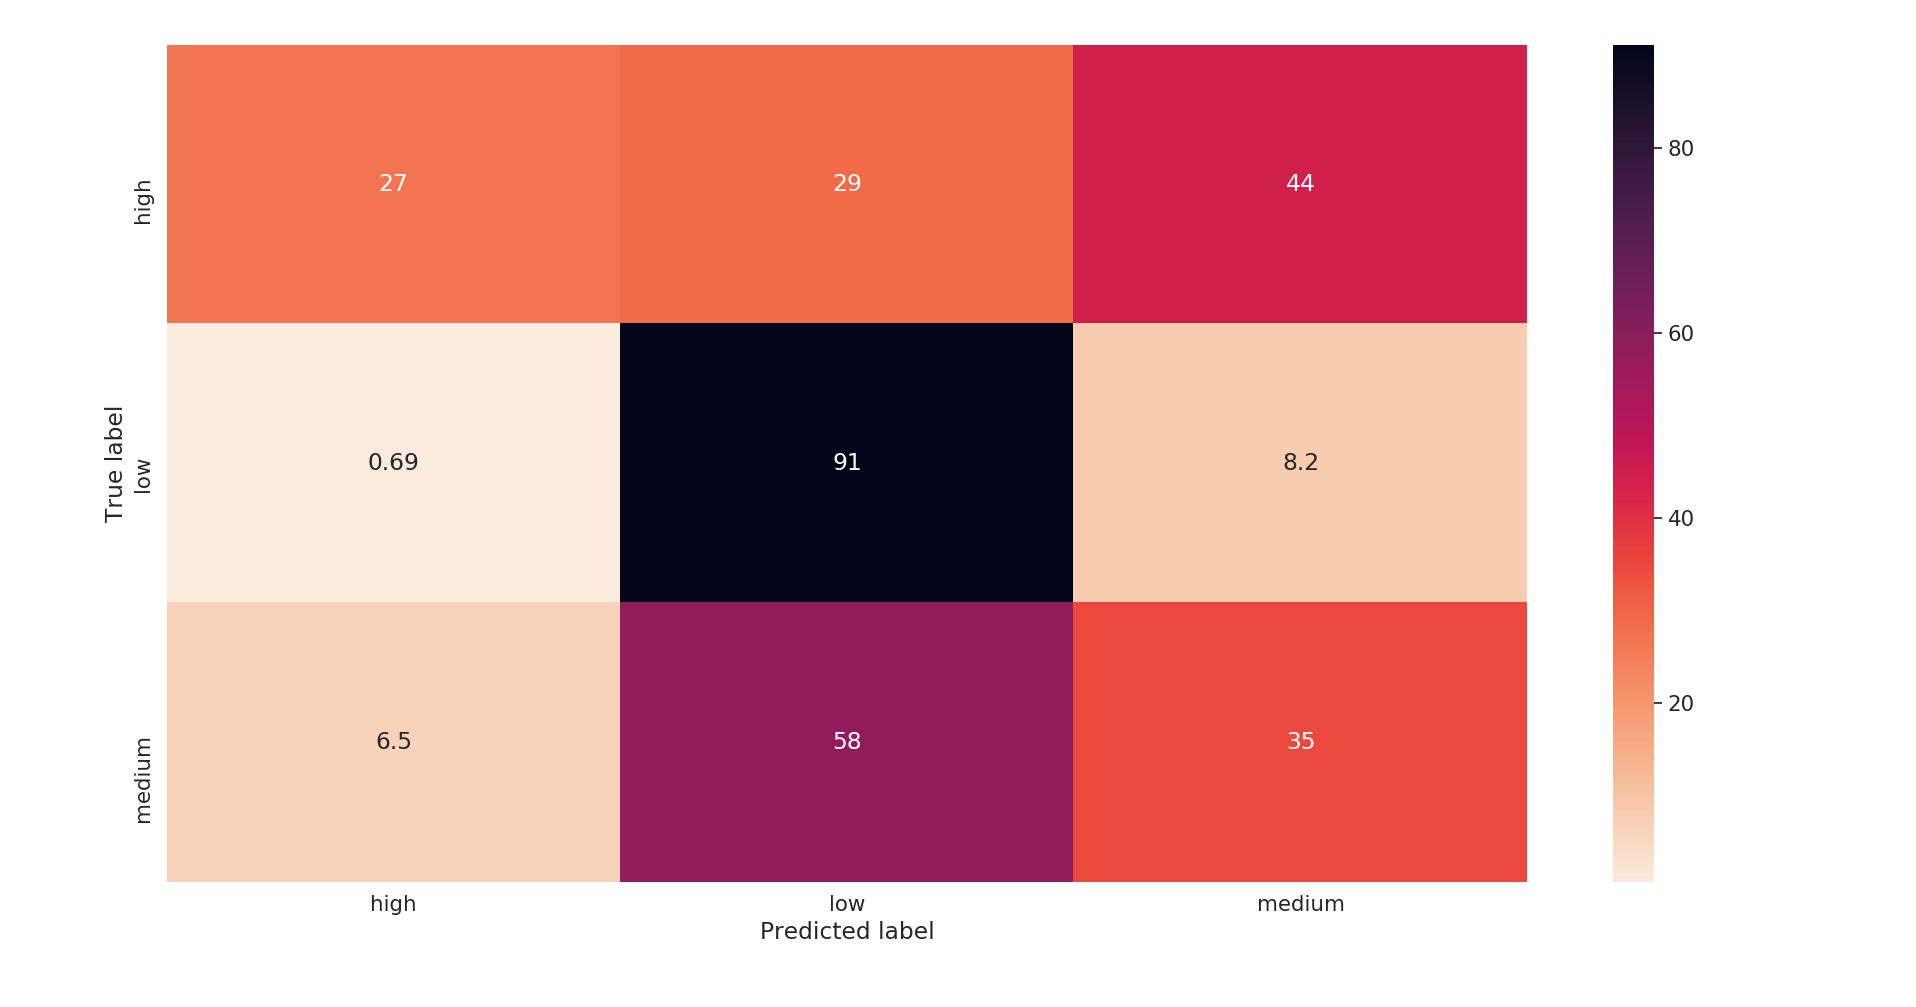 True label
high
27 29 44
low
0.69 91 8.2
medium
6.5 58 35
high low medium
Predicted label
80
60
40
20